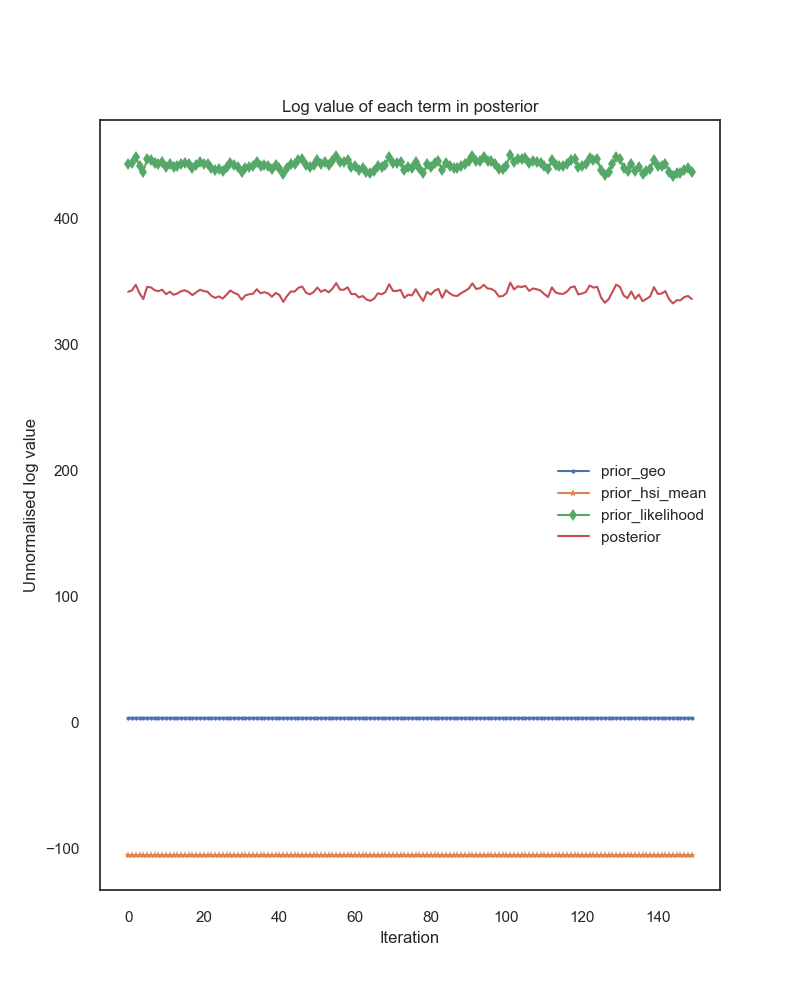 Log value of each term in posterior
Unnormalised log value
400
300
200
100
0
−100
prior_geo
prior_hsi_mean
prior_likelihood
posterior
0 20 40 60 80 100 120 140
Iteration